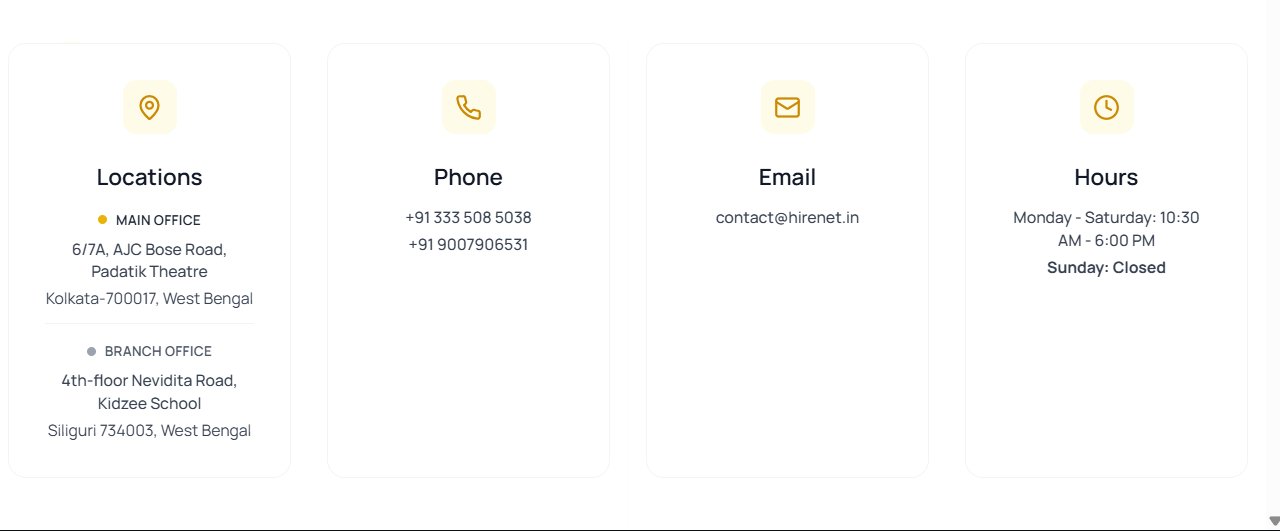 Locations
MAIN OFFICE
6/7A, AJC Bose Road,
Padatik Theatre
Kolkata-700017, West Bengal
BRANCH OFFICE
4th-floor Nevidita Road,
Kidzee School
Siliguri 734003, West Bengal
Phone
+91 333 508 5038
+91 9007906531
Email
contact@hirenet.in
Hours
Monday - Saturday: 10:30
AM - 6:00 PM
Sunday: Closed